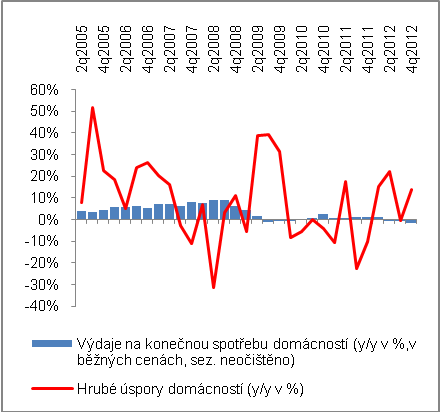 2q2005
4q2005
2q2006
4q2006
2q2007
4q2007
2q2008
4q2008
2q2009
4q2009
2q2010
4q2010
2q2011
4q2011
2q2012
4q2012
60%
50%
40%
30%
20%
10%
0%
-10%
-20%
-30%
-40%
Výdaje na konečnou spotřebu domácností (y/y v %,v
běžných cenách, sez. neočištěno)
Hrubé úspory domácností (y/y v %)